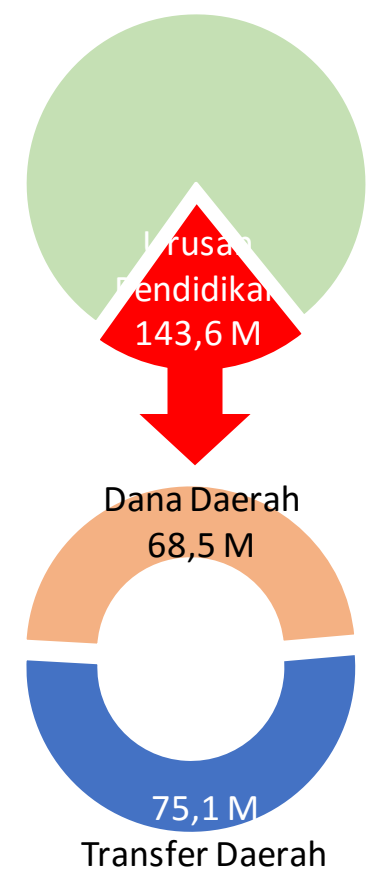 Urusan
Pendidikan
143,6 M
Dana Daerah
68,5 M
75,1 M
Transfer Daerah